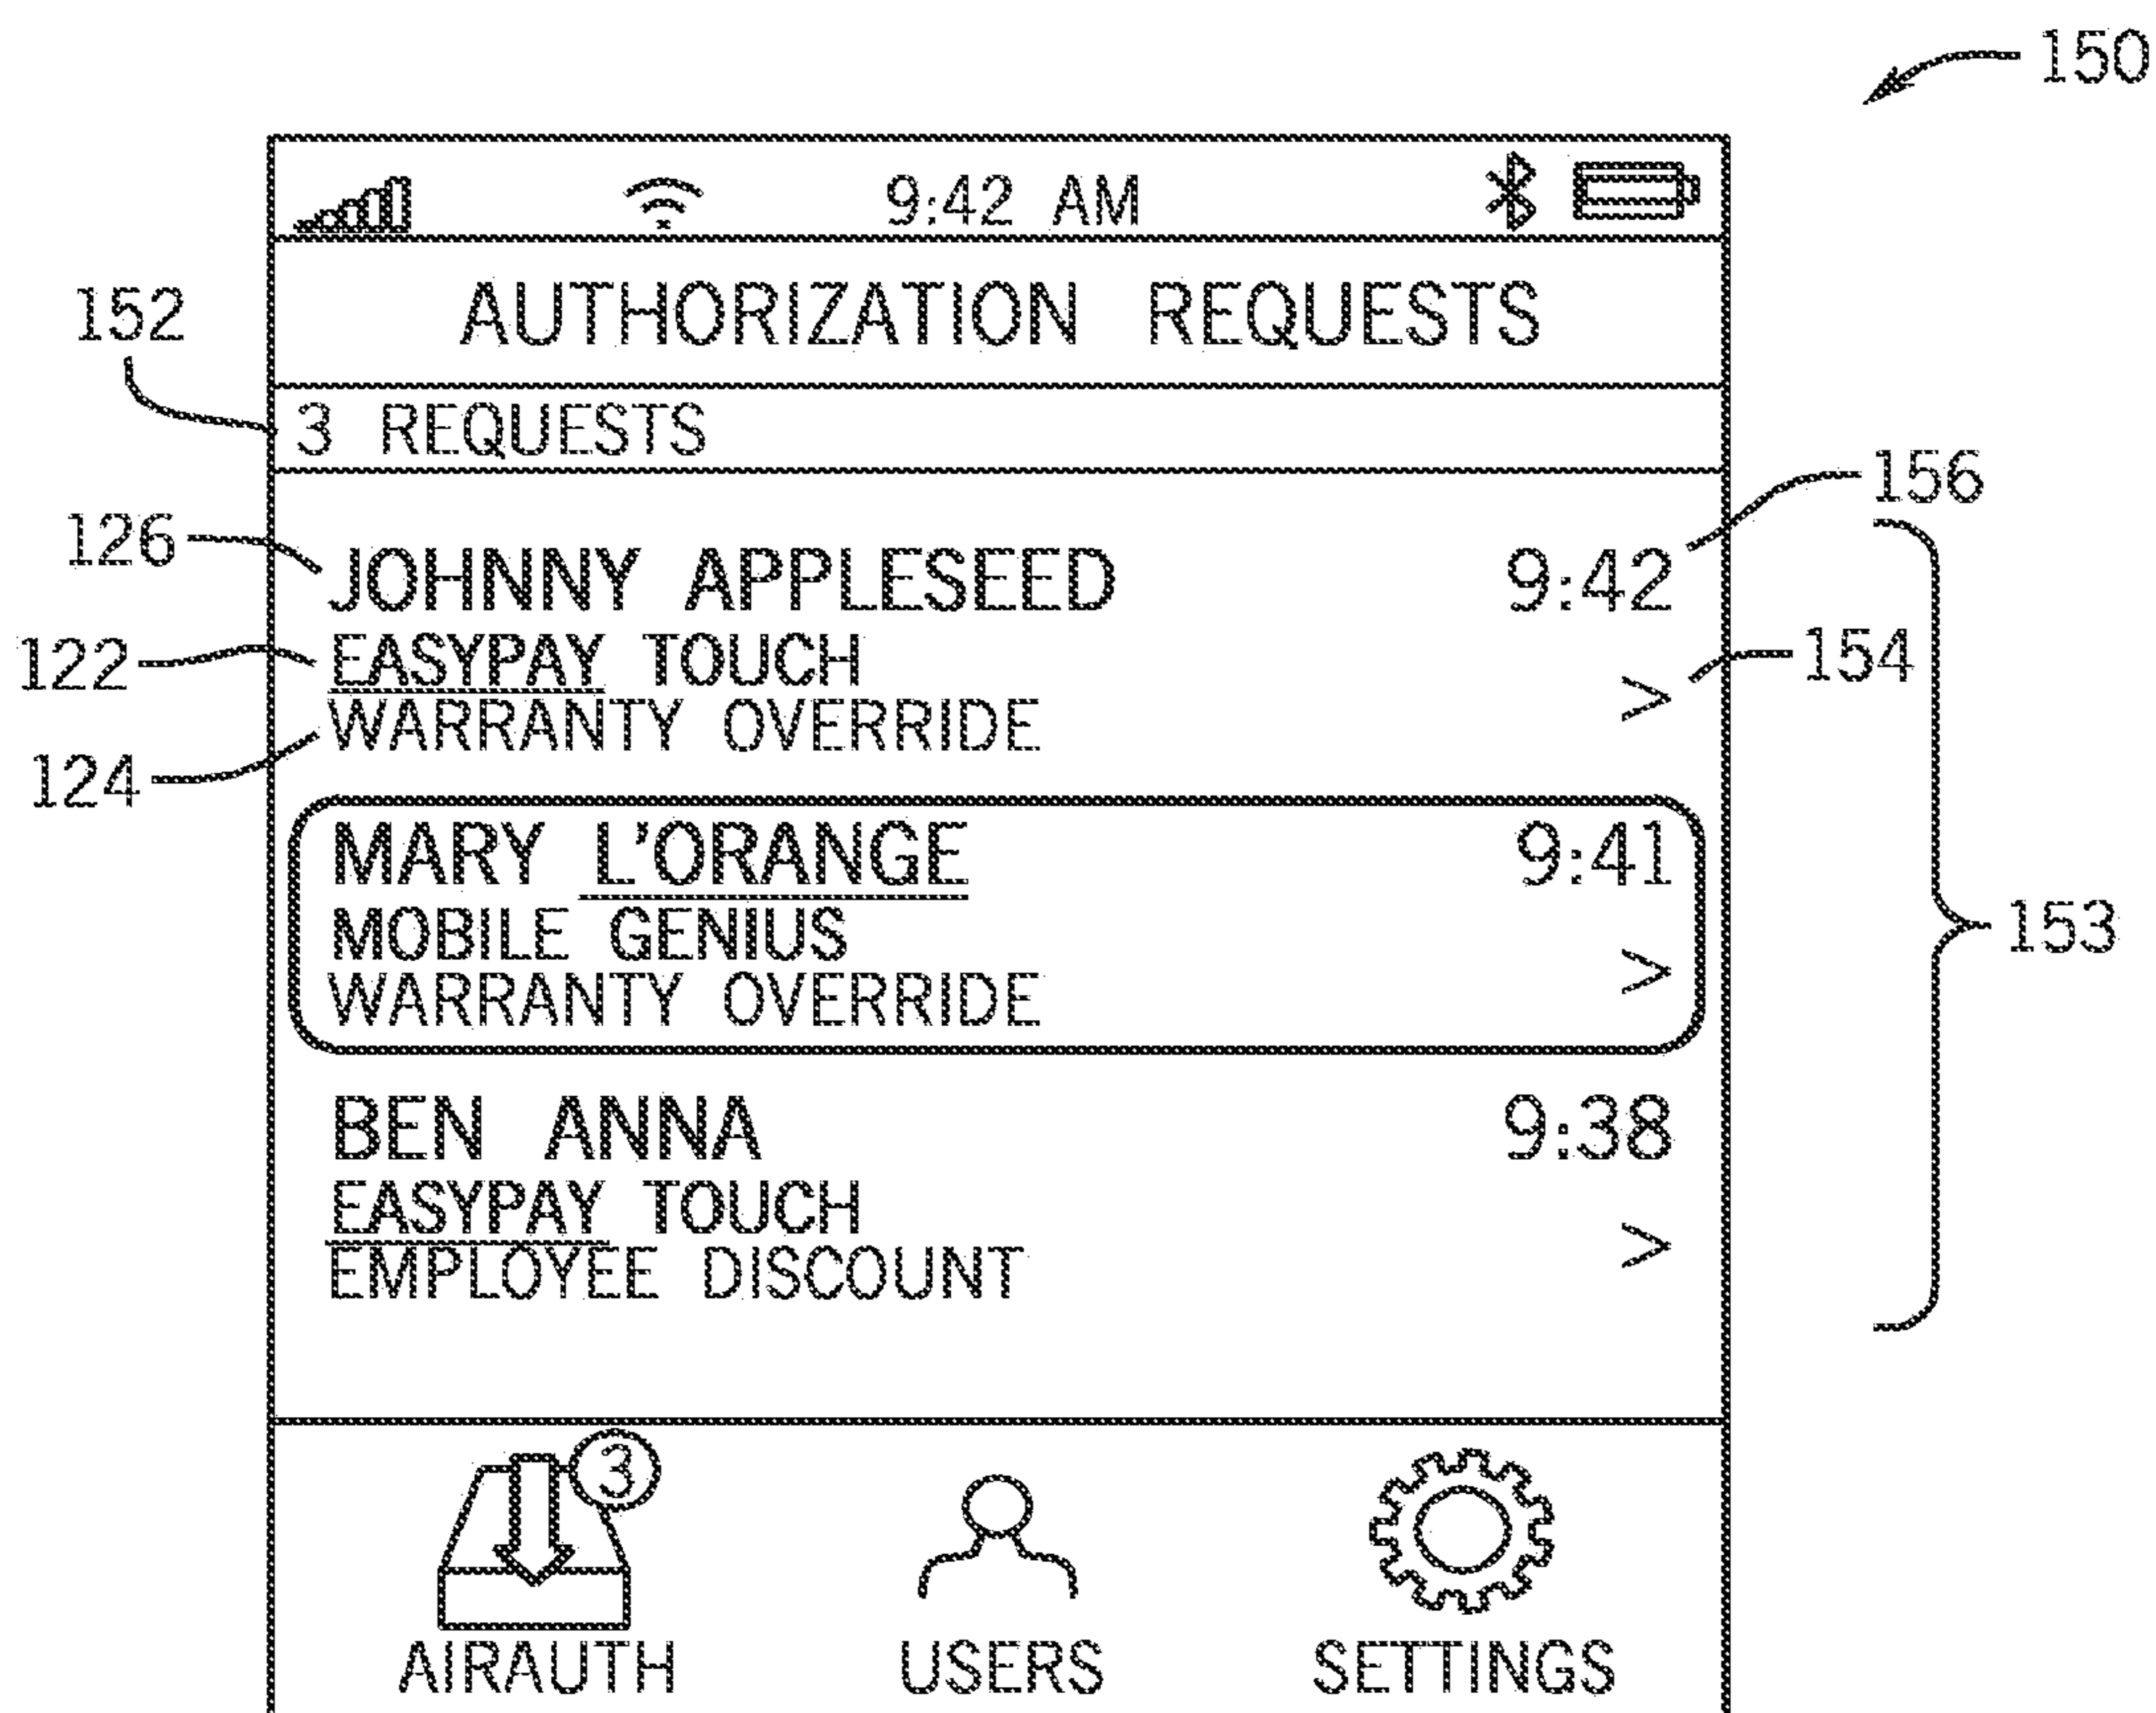 150
9:42 AM
AUTHORIZATION REQUESTS
152
3 REQUESTS
156
126
JOHNNY APPLESEED 9:42
122
EASYPAY TOUCH
154
>
WARRANTY OVERRIDE
124
MARY L'ORANGE 9:41
153
MOBILE GENIUS
>
WARRANTY OVERRIDE
BEN ANNA 9:38
EASYPAY TOUCH
>
EMPLOYEE DISCOUNT
3
AIRAUTH USERS SETTINGS